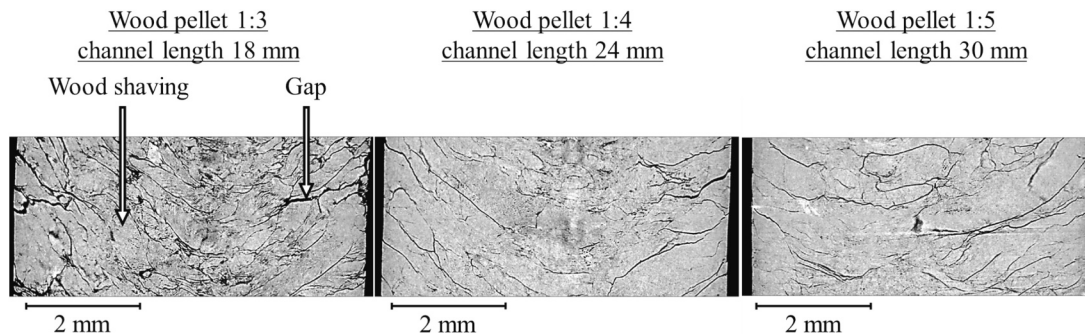 Wood pellet 1:3
channel length 18 mm
Wood pellet 1:4
channel length 24 mm
Wood pellet 1:5
channel length 30 mm
Wood shaving
Gap
2 mm
2 mm
2 mm